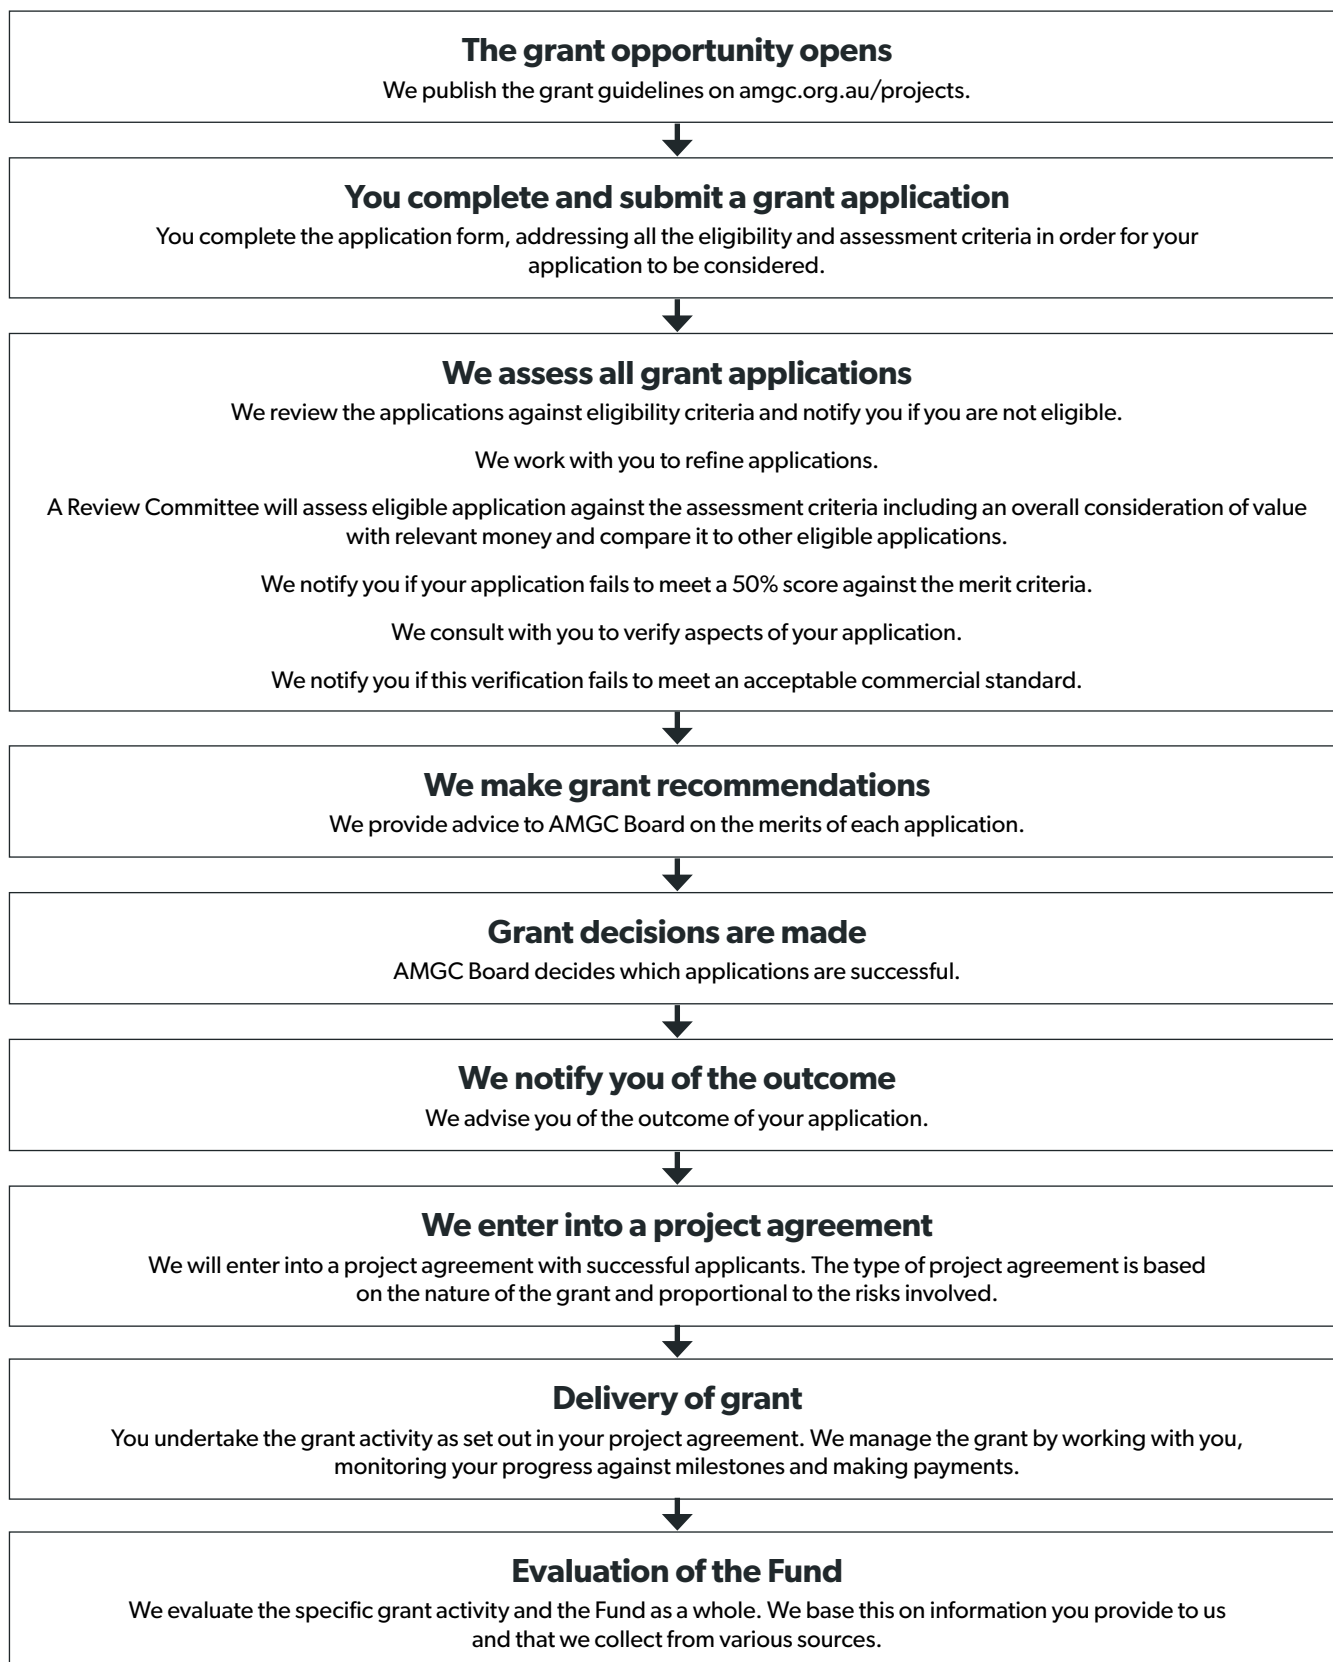 The grant opportunity opens
We publish the grant guidelines on amgc.org.au/projects.
You complete and submit a grant application
You complete the application form, addressing all the eligibility and assessment criteria in order for your
application to be considered.
We assess all grant applications
We review the applications against eligibility criteria and notify you if you are not eligible.
We work with you to refine applications.
A Review Committee will assess eligible application against the assessment criteria including an overall consideration of value
with relevant money and compare it to other eligible applications.
We notify you if your application fails to meet a 50% score against the merit criteria.
We consult with you to verify aspects of your application.
We notify you if this verification fails to meet an acceptable commercial standard.
We make grant recommendations
We provide advice to AMGC Board on the merits of each application.
Grant decisions are made
AMGC Board decides which applications are successful.
We notify you of the outcome
We advise you of the outcome of your application.
We enter into a project agreement
We will enter into a project agreement with successful applicants. The type of project agreement is based
on the nature of the grant and proportional to the risks involved.
Delivery of grant
You undertake the grant activity as set out in your project agreement. We manage the grant by working with you,
monitoring your progress against milestones and making payments.
Evaluation of the Fund
We evaluate the specific grant activity and the Fund as a whole. We base this on information you provide to us
and that we collect from various sources.